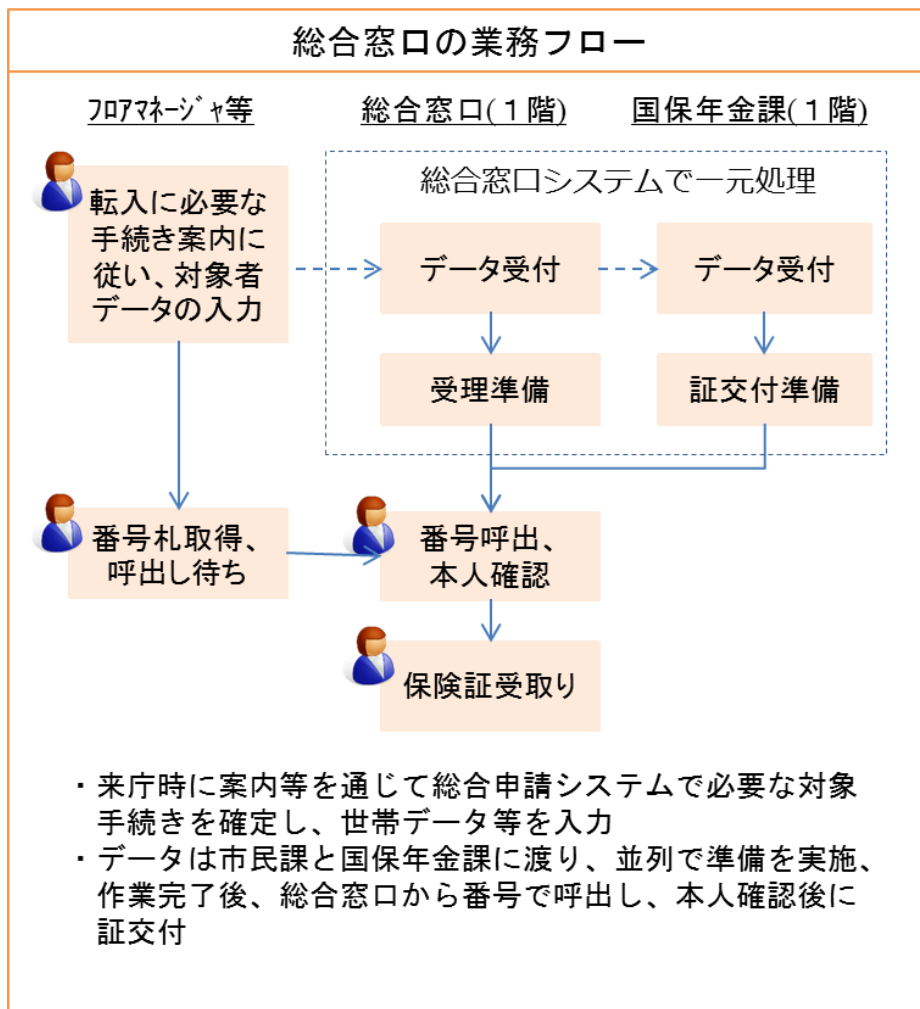 総合窓口の業務フロー
ﾌﾛｱﾏﾈｰｼﾞｬ等
総合窓口(１階)
国保年金課(１階)
総合窓口システムで一元処理
転入に必要な
手続き案内に
従い、対象者
データの入力
データ受付
データ受付
受理準備
証交付準備
番号札取得、
呼出し待ち
番号呼出、
本人確認
保険証受取り
・来庁時に案内等を通じて総合申請システムで必要な対象
手続きを確定し、世帯データ等を入力
・データは市民課と国保年金課に渡り、並列で準備を実施、
作業完了後、総合窓口から番号で呼出し、本人確認後に
証交付